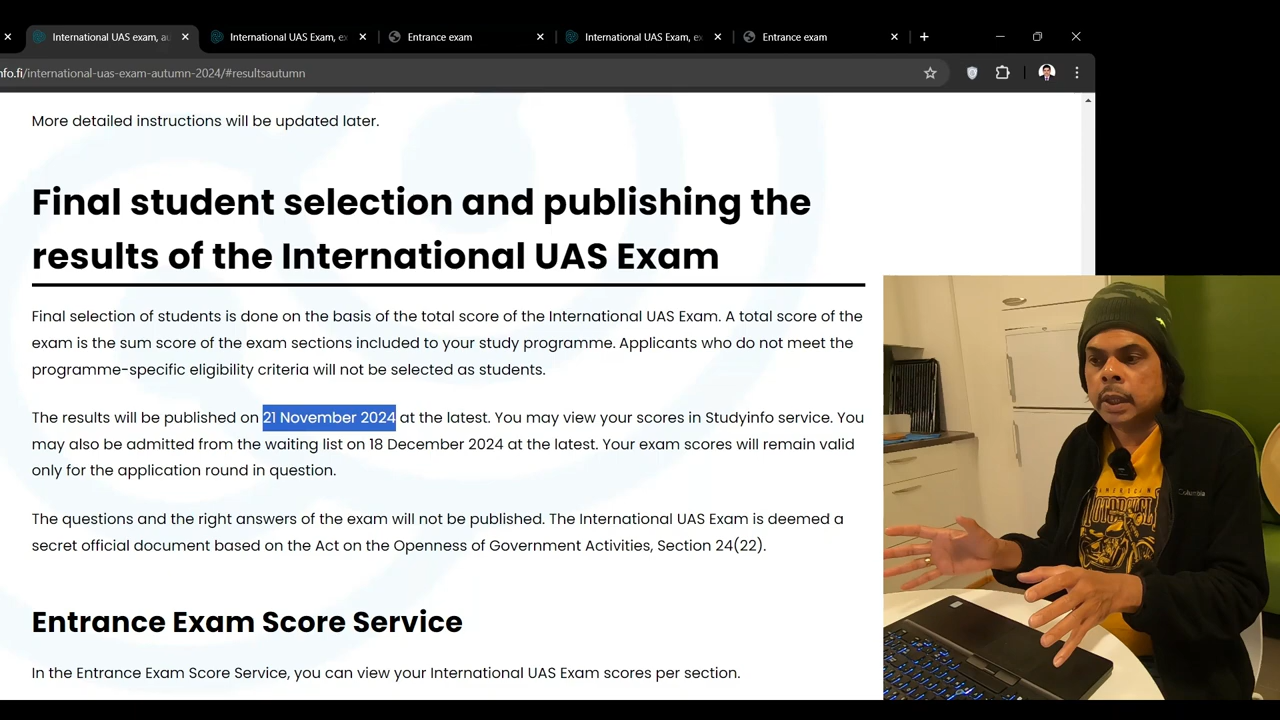 International UAS exam, au
International UAS Exam, ex
Entrance exam
International UAS Exam, ex
Entrance exam
nfo.fi/international-uas-exam-autumn-2024/#resultsautumn
More detailed instructions will be updated later.
Final student selection and publishing the
results of the International UAS Exam
Final selection of students is done on the basis of the total score of the International UAS Exam. A total score of the
exam is the sum score of the exam sections included to your study programme. Applicants who do not meet the
programme-specific eligibility criteria will not be selected as students.
The results will be published on 21 November 2024 at the latest. You may view your scores in Studyinfo service. You
may also be admitted from the waiting list on 18 December 2024 at the latest. Your exam scores will remain valid
only for the application round in question.
The questions and the right answers of the exam will not be published. The International UAS Exam is deemed a
secret official document based on the Act on the Openness of Government Activities, Section 24(22).
Entrance Exam Score Service
In the Entrance Exam Score Service, you can view your International UAS Exam scores per section.
Columbia
AMERICAN
MOTORCYCLE